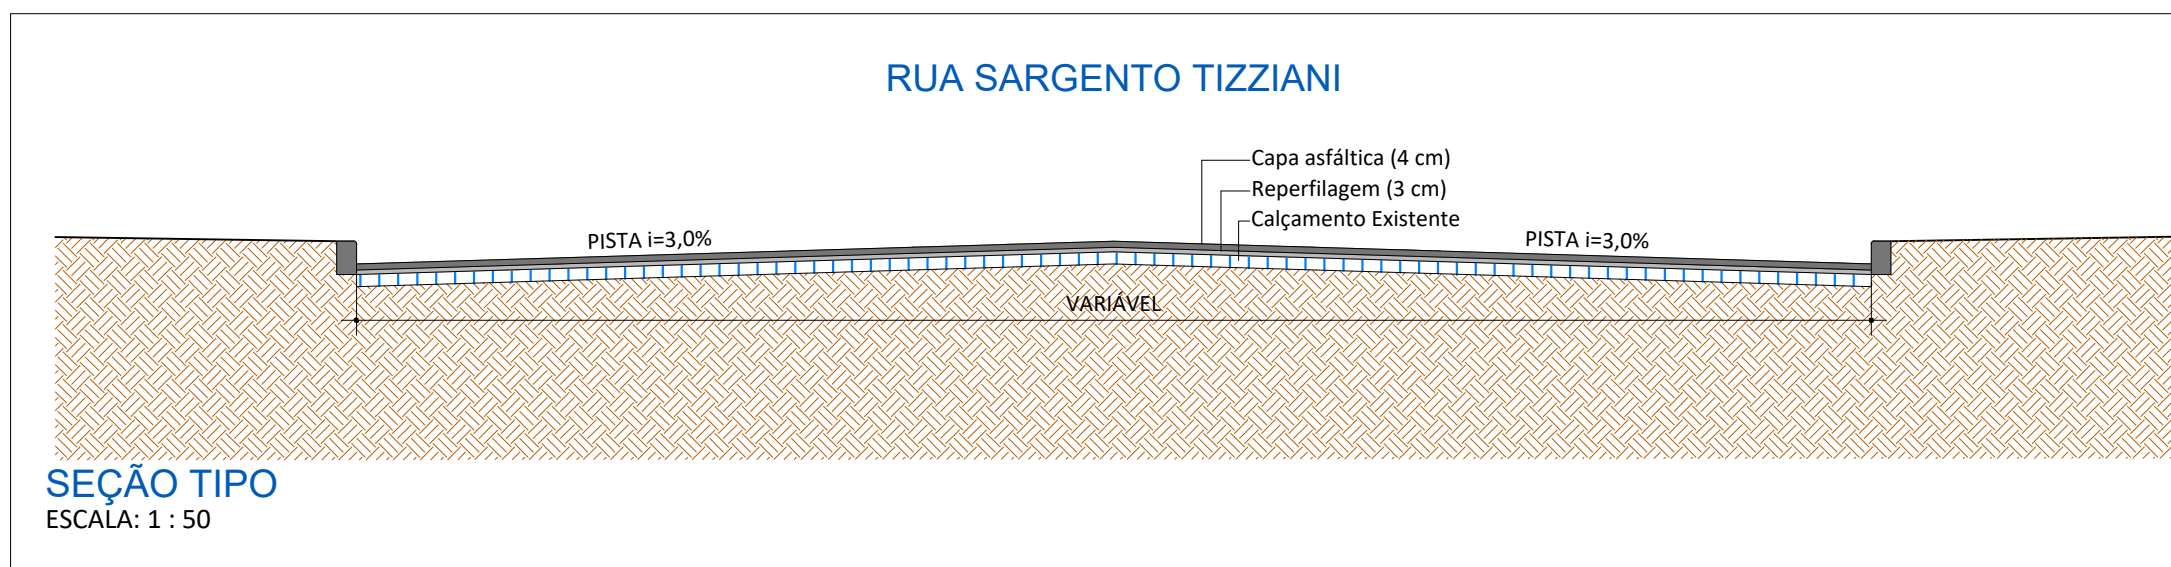 RUA SARGENTO TIZZIANI
Capa asfáltica (4 cm)
Reperfilagem (3 cm)
Calçamento Existente
PISTA i=3,0%
PISTA i=3,0%
VARIÁVEL
SEÇÃO TIPO
ESCALA: 1 : 50